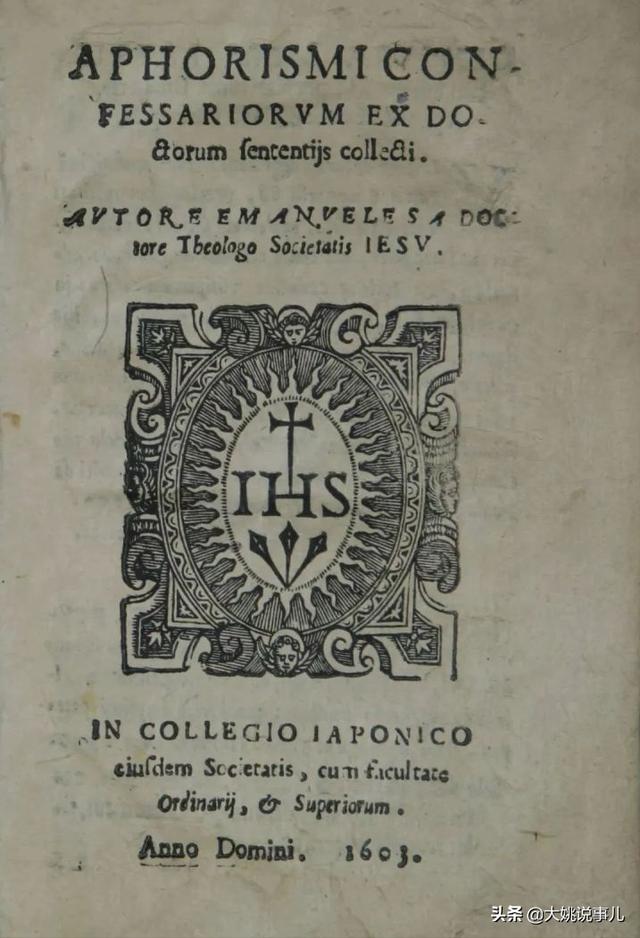 APHORISMI CON-
FESSARIORVM EX DO-
ctorum ſententijs collecti.
AVTORE EMANVELE SA DOC-
tore Theologo Societatis IESV.
IHS
IN COLLEGIO IAPONICO
eiuſdem Societatis, cum facultate
Ordinarij, & Superiorum.
Anno Domini. 1603.
头条 @大姚说事儿